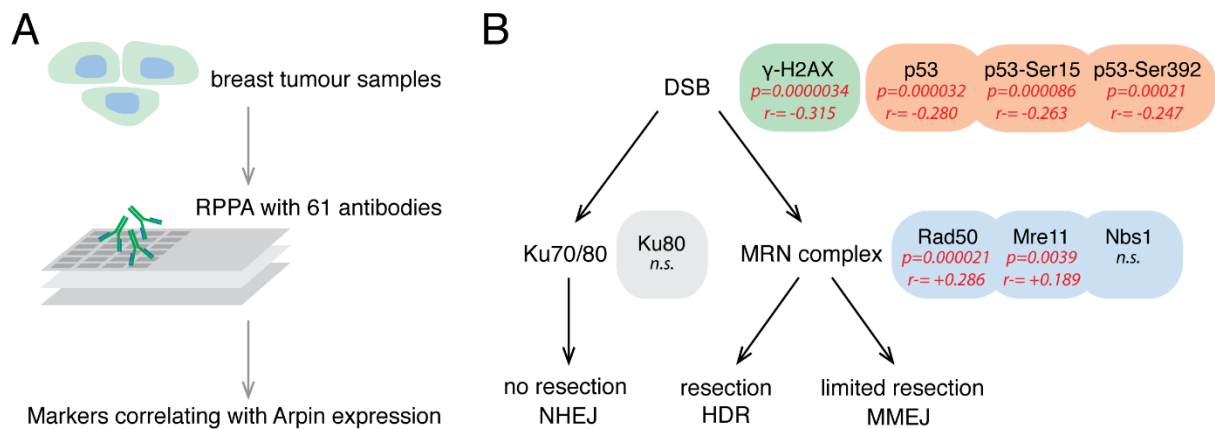 A
breast tumour samples
RPPA with 61 antibodies
Markers correlating with Arpin expression
B
DSB
γ-H2AX
p=0.0000034
r-= -0.315
p53
p=0.000032
r-= -0.280
p53-Ser15
p=0.000086
r-= -0.263
p53-Ser392
p=0.00021
r-= -0.247
Ku70/80
Ku80
n.s.
MRN complex
Rad50
p=0.000021
r-= +0.286
Mre11
p=0.0039
r-= +0.189
Nbs1
n.s.
no resection
NHEJ
resection
HDR
limited resection
MMEJ